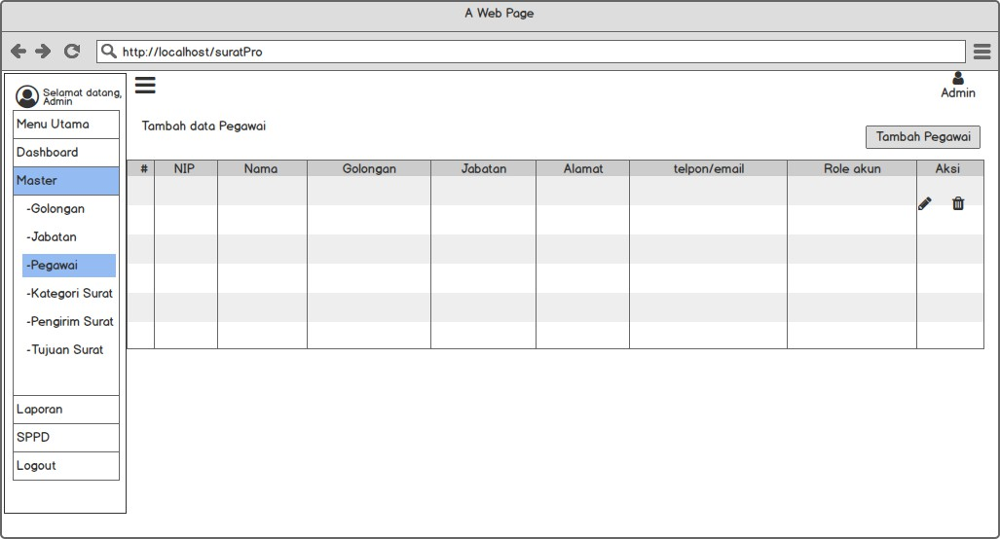 A Web Page
http://localhost/suratPro
Selamat datang,
Admin
Admin
Menu Utama
Dashboard
Master
-Golongan
-Jabatan
-Pegawai
-Kategori Surat
-Pengirim Surat
-Tujuan Surat
Laporan
SPPD
Logout
Tambah data Pegawai
Tambah Pegawai
# NIP Nama Golongan Jabatan Alamat telpon/email Role akun Aksi